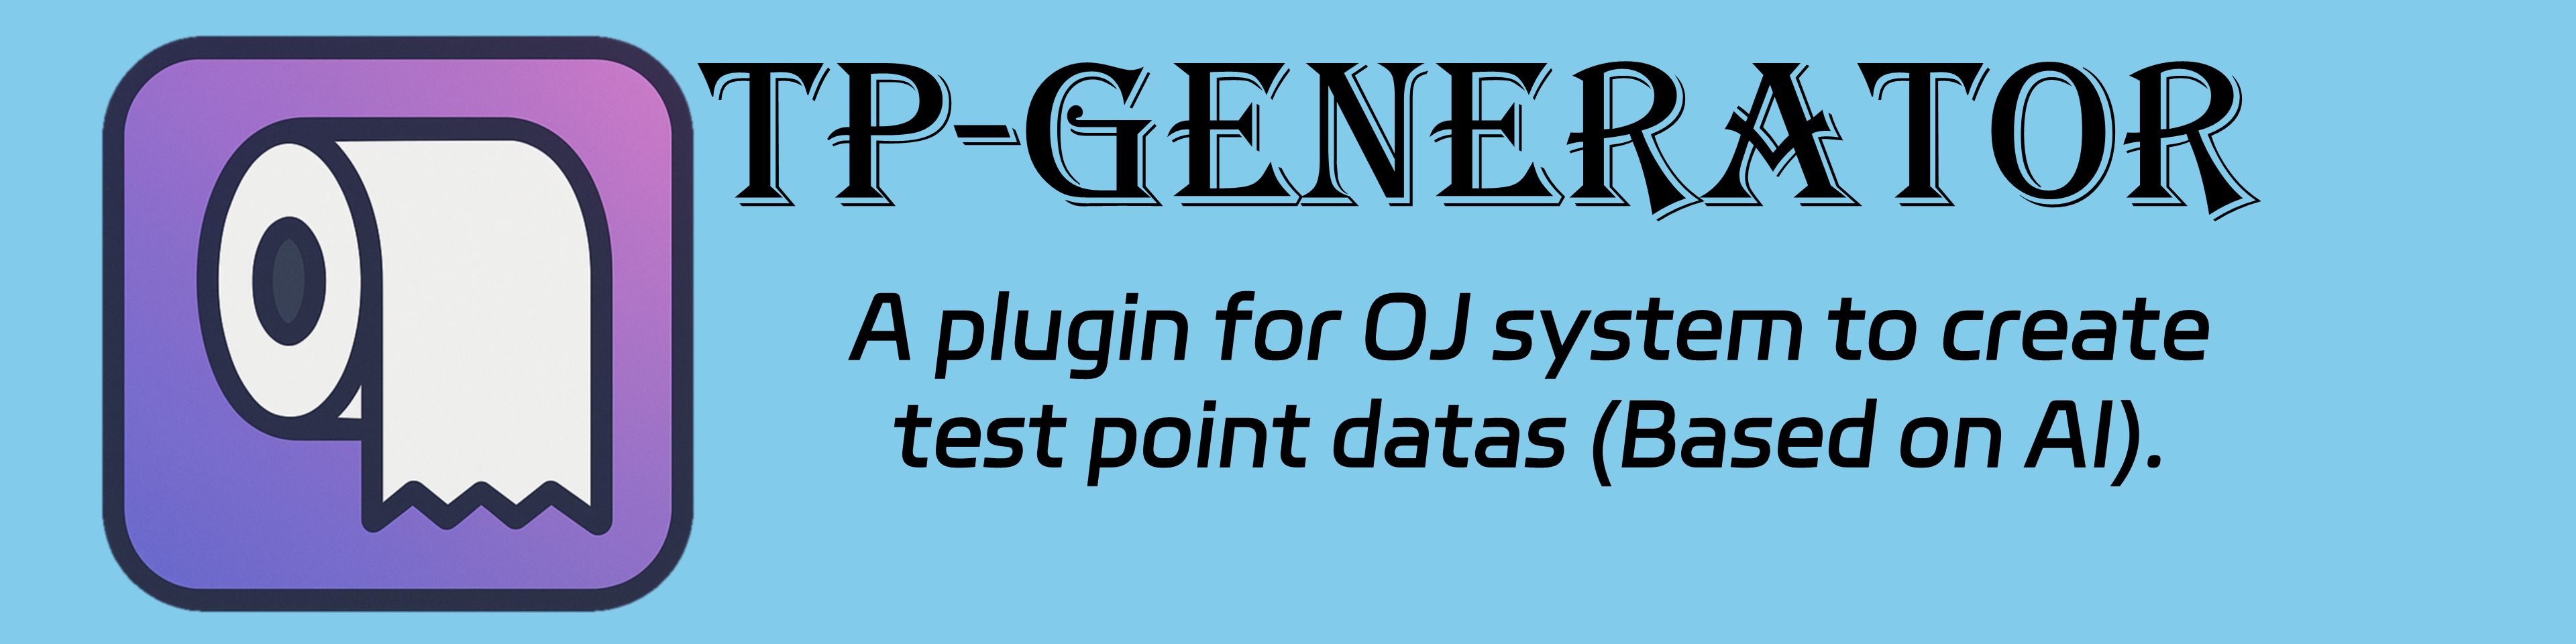 TP-GENERATOR
A plugin for OJ system to create
test point datas (Based on AI).